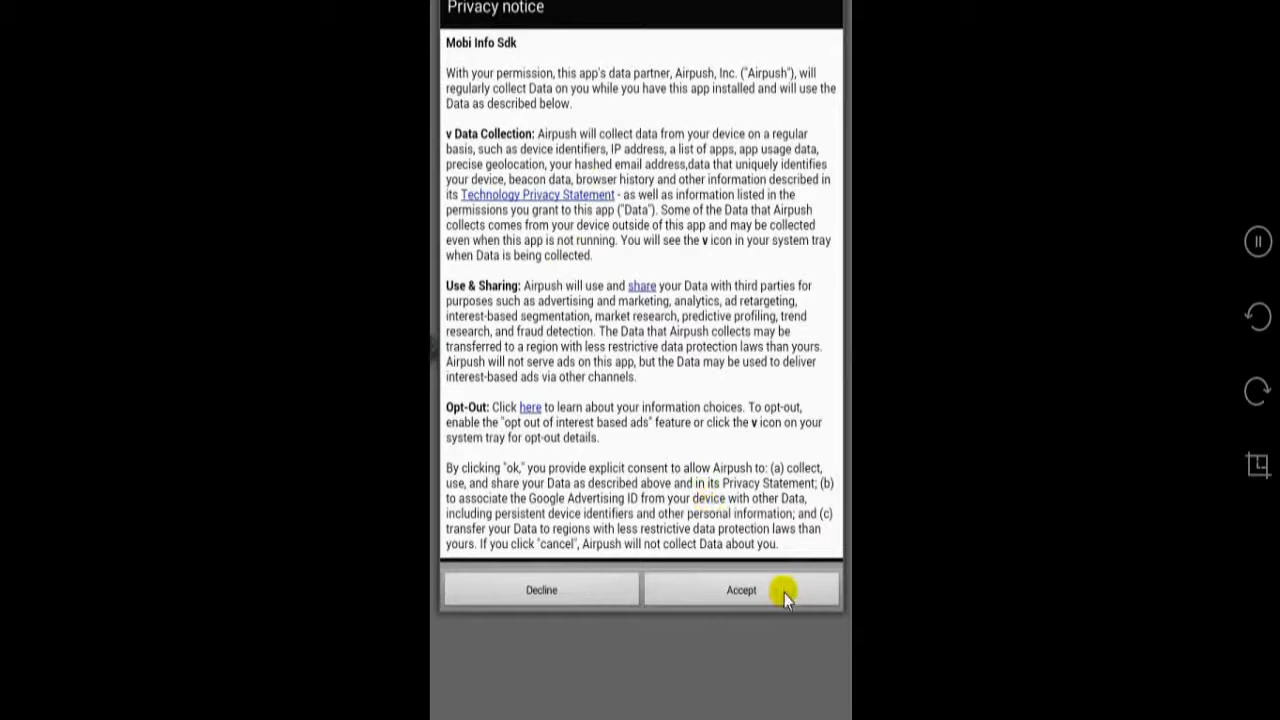 Privacy notice
Mobi Info Sdk
With your permission, this app's data partner, Airpush, Inc. ("Airpush"), will
regularly collect Data on you while you have this app installed and will use the
Data as described below.
v Data Collection: Airpush will collect data from your device on a regular
basis, such as device identifiers, IP address, a list of apps, app usage data,
precise geolocation, your hashed email address,data that uniquely identifies
your device, beacon data, browser history and other information described in
its Technology Privacy Statement - as well as information listed in the
permissions you grant to this app ("Data"). Some of the Data that Airpush
collects comes from your device outside of this app and may be collected
even when this app is not running. You will see the v icon in your system tray
when Data is being collected.
Use & Sharing: Airpush will use and share your Data with third parties for
purposes such as advertising and marketing, analytics, ad retargeting,
interest-based segmentation, market research, predictive profiling, trend
research, and fraud detection. The Data that Airpush collects may be
transferred to a region with less restrictive data protection laws than yours.
Airpush will not serve ads on this app, but the Data may be used to deliver
interest-based ads via other channels.
Opt-Out: Click here to learn about your information choices. To opt-out,
enable the "opt out of interest based ads" feature or click the v icon on your
system tray for opt-out details.
By clicking "ok," you provide explicit consent to allow Airpush to: (a) collect,
use, and share your Data as described above and in its Privacy Statement; (b)
to associate the Google Advertising ID from your device with other Data,
including persistent device identifiers and other personal information; and (c)
transfer your Data to regions with less restrictive data protection laws than
yours. If you click "cancel", Airpush will not collect Data about you.
Decline Accept